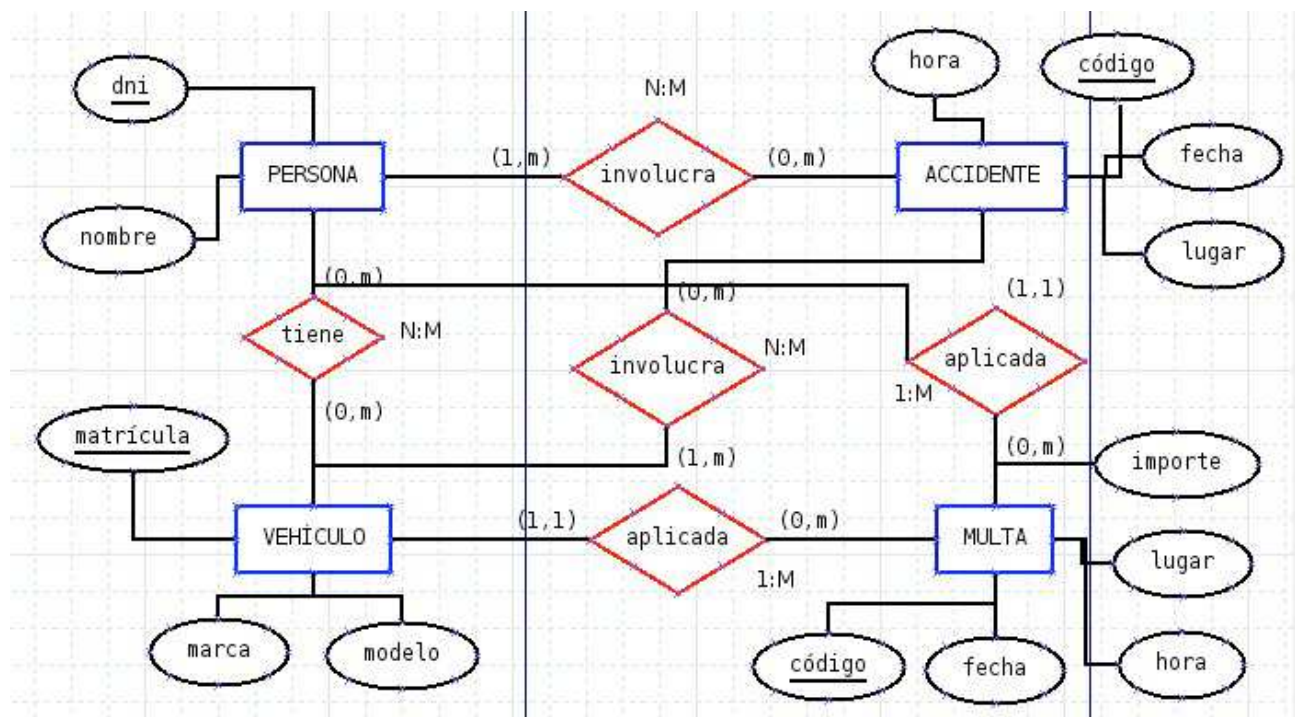 hora
código
dni
N:M
fecha
(1,m)
(0,m)
PERSONA
involucra
ACCIDENTE
nombre
lugar
(0,m)
(0,m)
(1,1)
tiene
N:M
N:M
involucra
aplicada
1:M
(0,m)
matrícula
(1,m)
(0,m)
importe
(1,1)
(0,m)
VEHÍCULO
aplicada
MULTA
lugar
1:M
marca
modelo
código
fecha
hora